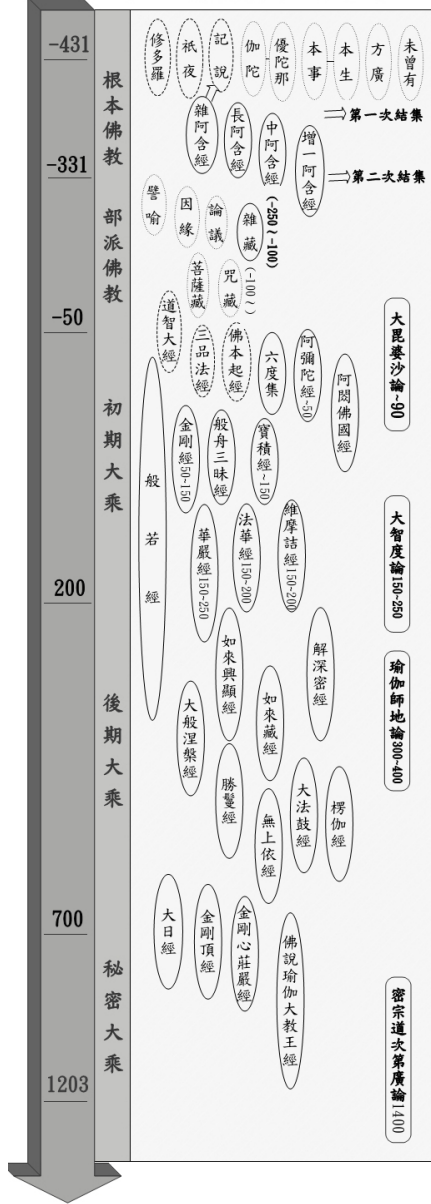 -431
-331
-50
200
700
1203
根本佛教
部派佛教
初期大乘
後期大乘
秘密大乘
修多羅
祇夜
記說
伽陀
優陀那
本事
本生
方廣
未曾有
雜阿含經
長阿含經
中阿含經
增一阿含經
第一次結集
第二次結集
譬喻
因緣
論議
雜藏
(-250~-100)
菩薩藏
咒藏
(-100~)
道智大經
三品法經
佛本起經
六度集
阿彌陀經~50
阿閦佛國經
大毘婆沙論~90
般若經
金剛經50~150
般舟三昧經
寶積經~150
華嚴經150~250
法華經150~200
維摩詰經150~200
大智度論150~250
如來興顯經
解深密經
瑜伽師地論300~400
大般涅槃經
如來藏經
勝鬘經
無上依經
大法鼓經
楞伽經
大日經
金剛頂經
金剛心莊嚴經
佛說瑜伽大教王經
密宗道次第廣論1400